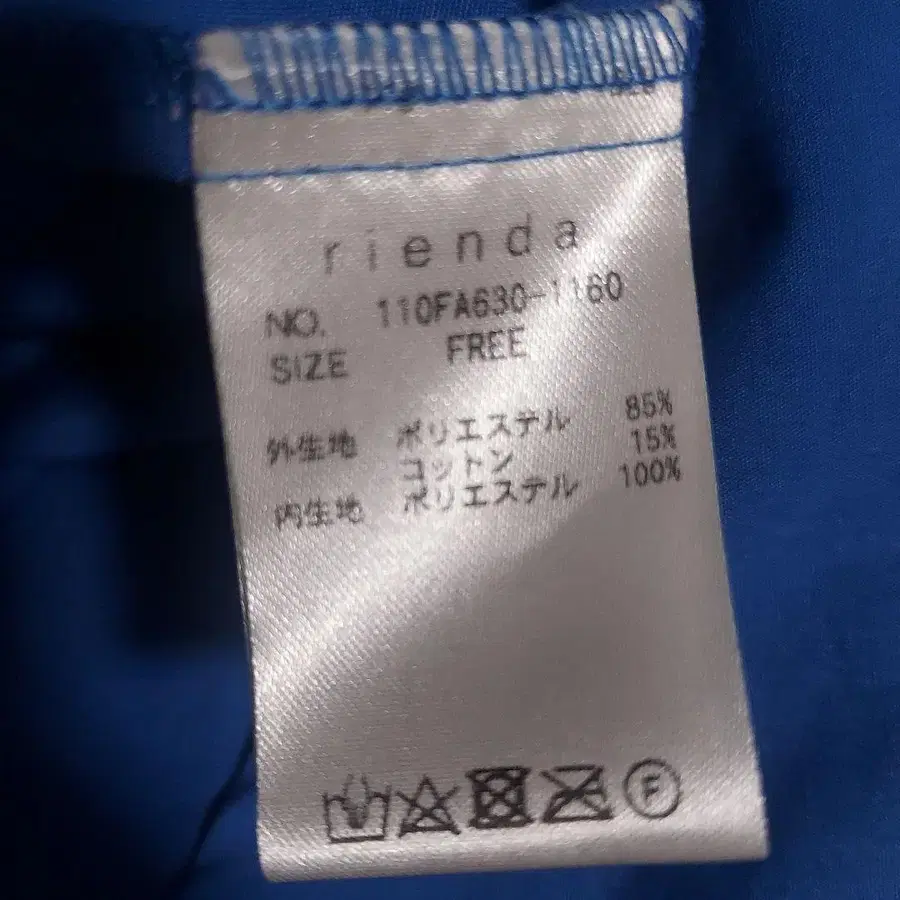 rienda
NO. 110FA630-1160
SIZE FREE
外生地 ポリエステル 85%
コットン 15%
内生地 ポリエステル 100%
F